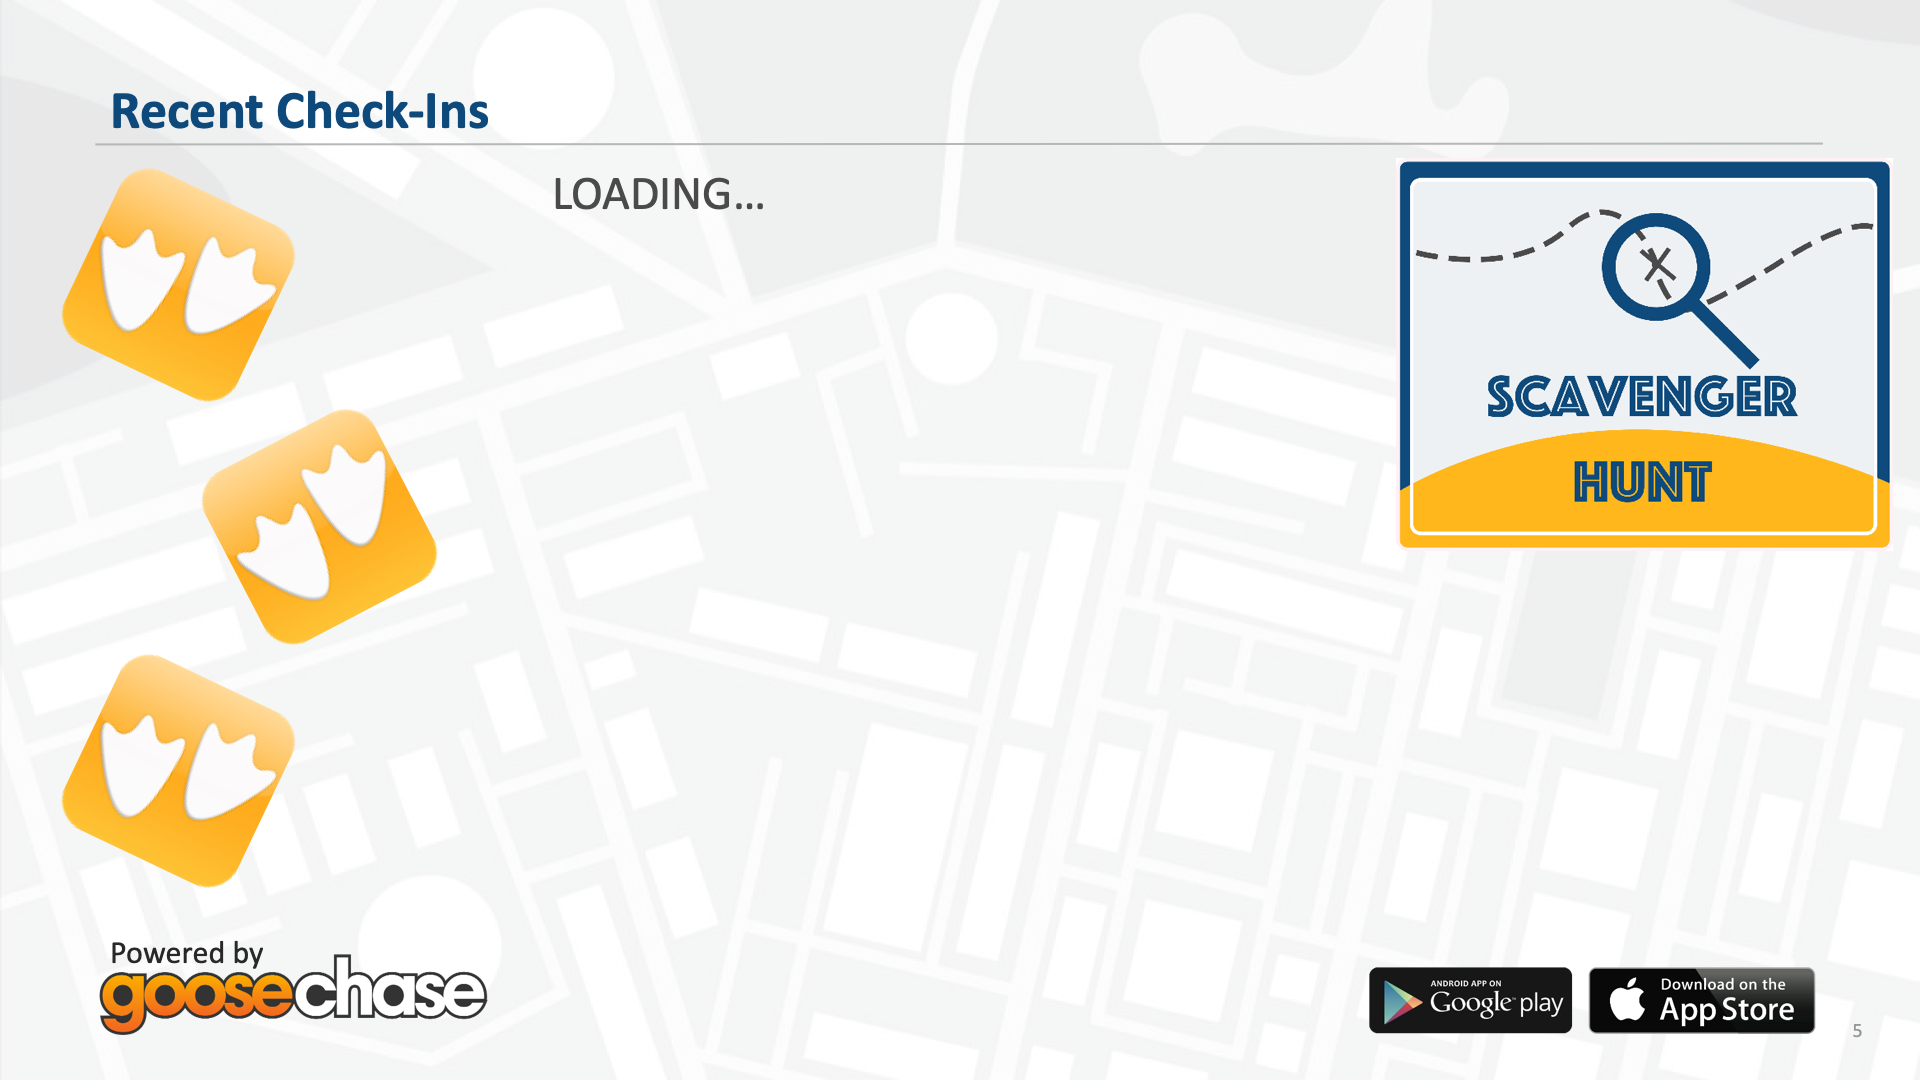 Recent Check-Ins
LOADING...
SCAVENGER
HUNT
Powered by
goosechase
ANDROID APP ON
Google play
Download on the
App Store
5